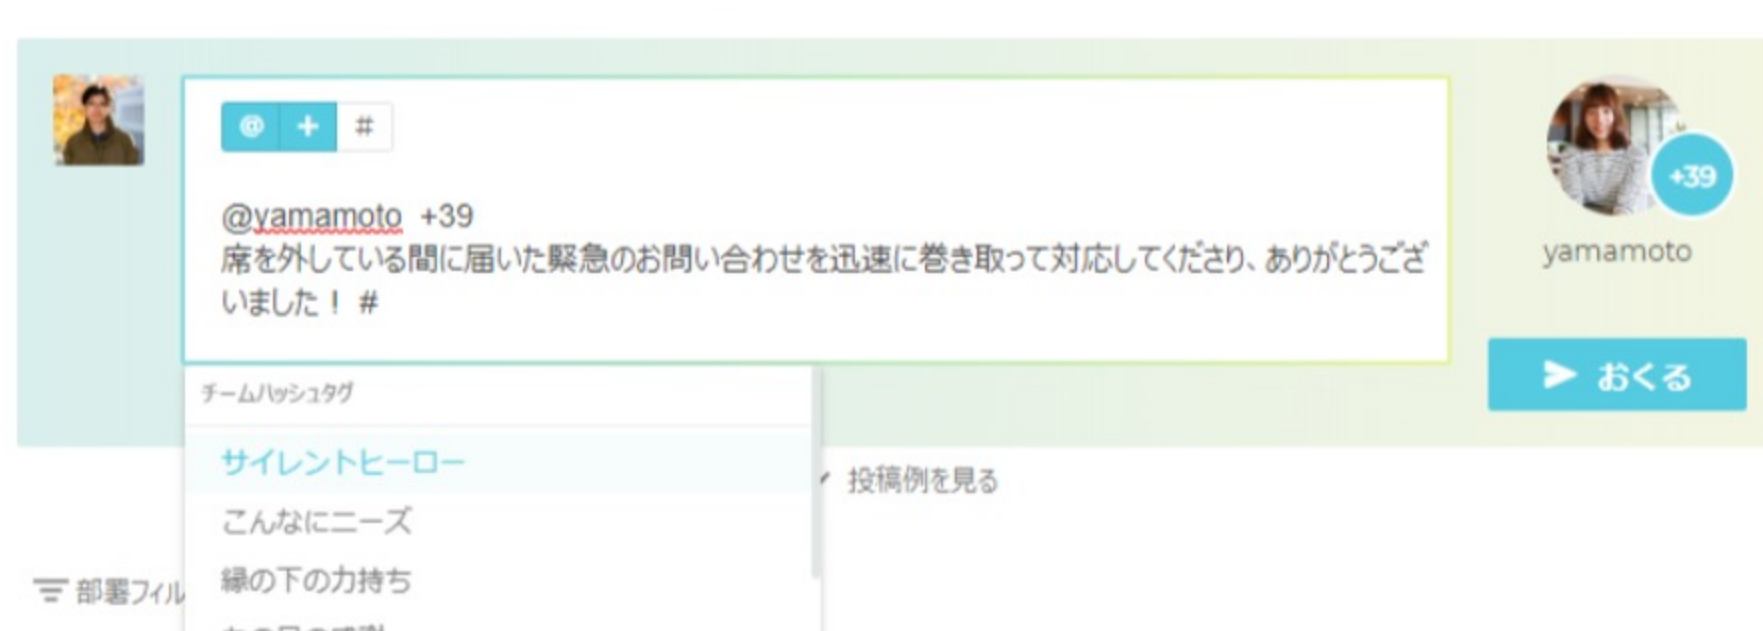 @ + #
@yamamoto +39
席を外している間に届いた緊急のお問い合わせを迅速に巻き取って対応してくださり、ありがとうござ
いました！ #
+39
yamamoto
おくる
チームハッシュタグ
サイレントヒーロー
こんなにニーズ
縁の下の力持ち
投稿例を見る
部署フィル